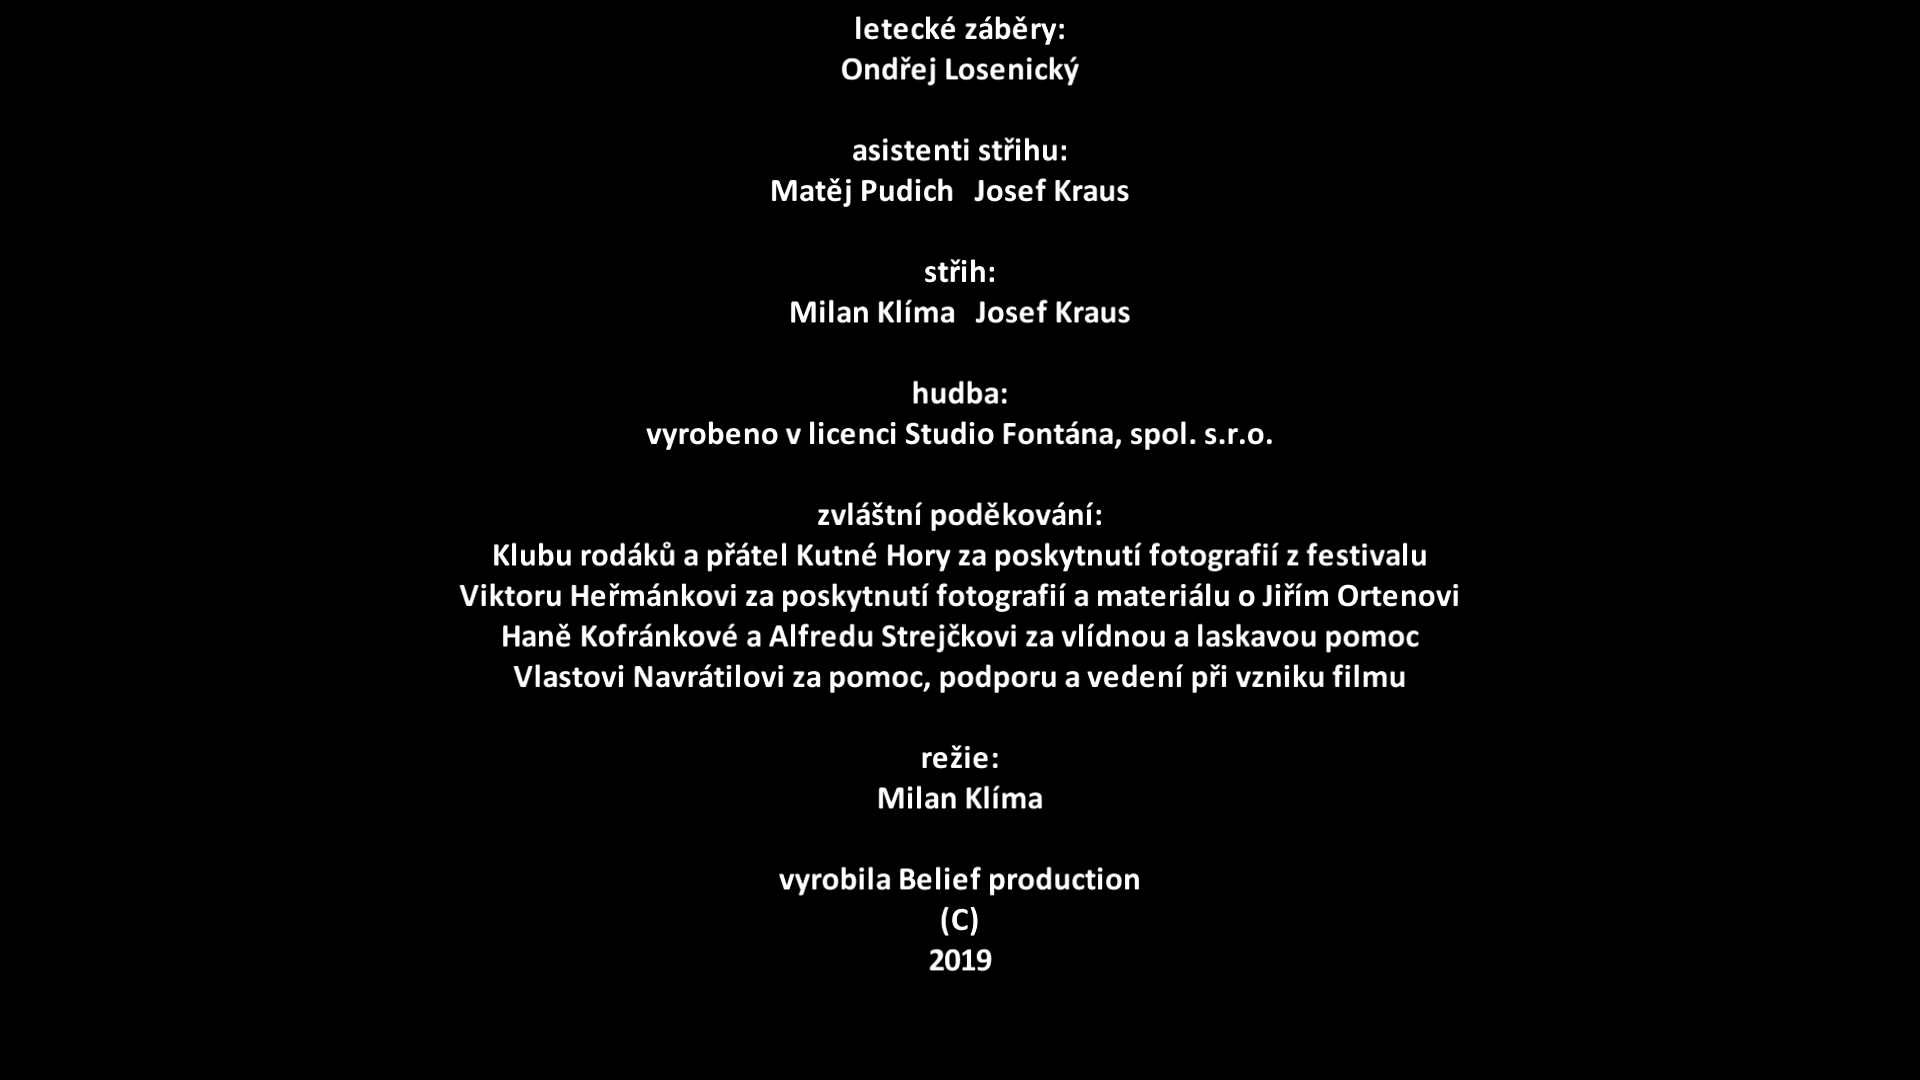 letecké záběry:
Ondřej Losenický
asistenti střihu:
Matěj Pudich   Josef Kraus
střih:
Milan Klíma   Josef Kraus
hudba:
vyrobeno v licenci Studio Fontána, spol. s.r.o.
zvláštní poděkování:
Klubu rodáků a přátel Kutné Hory za poskytnutí fotografií z festivalu
Viktoru Heřmánkovi za poskytnutí fotografií a materiálu o Jiřím Ortenovi
Haně Kofránkové a Alfredu Strejčkovi za vlídnou a laskavou pomoc
Vlastovi Navrátilovi za pomoc, podporu a vedení při vzniku filmu
režie:
Milan Klíma
vyrobila Belief production
(C)
2019